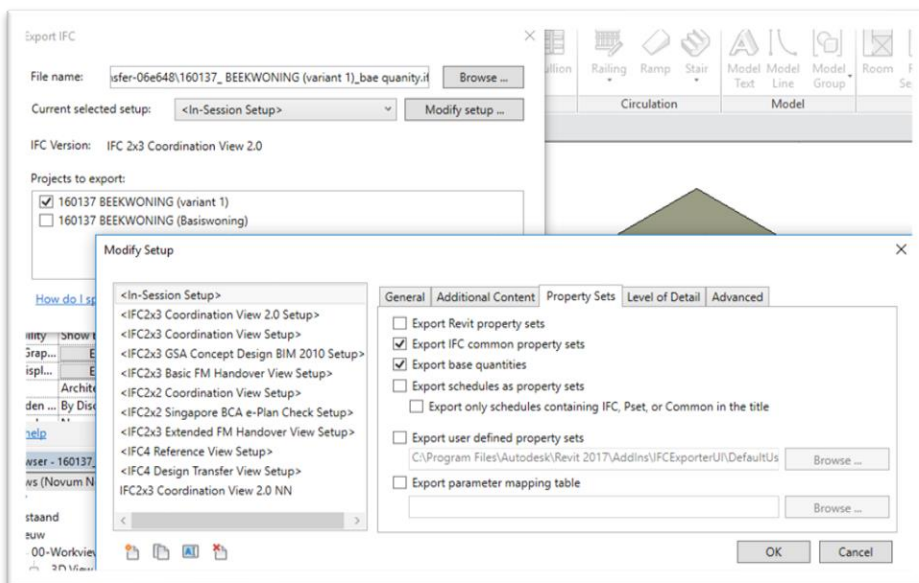 Export IFC
File name: ısfer-06e648\160137_ BEEKWONING (variant 1)_bae quanity.if Browse ...
Current selected setup: <In-Session Setup> Modify setup ...
IFC Version: IFC 2x3 Coordination View 2.0
Projects to export:
160137 BEEKWONING (variant 1)
160137 BEEKWONING (Basiswoning)
How do I sp
Railing Ramp Stair
Model Text Model Line Model Group
Room
Circulation Model
Modify Setup
<In-Session Setup>
<IFC2x3 Coordination View 2.0 Setup>
<IFC2x3 Coordination View Setup>
<IFC2x3 GSA Concept Design BIM 2010 Setup>
<IFC2x3 Basic FM Handover View Setup>
<IFC2x2 Coordination View Setup>
<IFC2x2 Singapore BCA e-Plan Check Setup>
<IFC2x3 Extended FM Handover View Setup>
<IFC4 Reference View Setup>
<IFC4 Design Transfer View Setup>
IFC2x3 Coordination View 2.0 NN
General Additional Content Property Sets Level of Detail Advanced
Export Revit property sets
Export IFC common property sets
Export base quantities
Export schedules as property sets
Export only schedules containing IFC, Pset, or Common in the title
Export user defined property sets
C:\Program Files\Autodesk\Revit 2017\AddIns\IFCExporterUI\DefaultUs Browse ...
Export parameter mapping table
Browse ...
OK Cancel
Grap...
ispl...
Archite
den ... By Disc
help
wser - 160137_
ws (Novum N
staand
euw
00-Workview
3D View